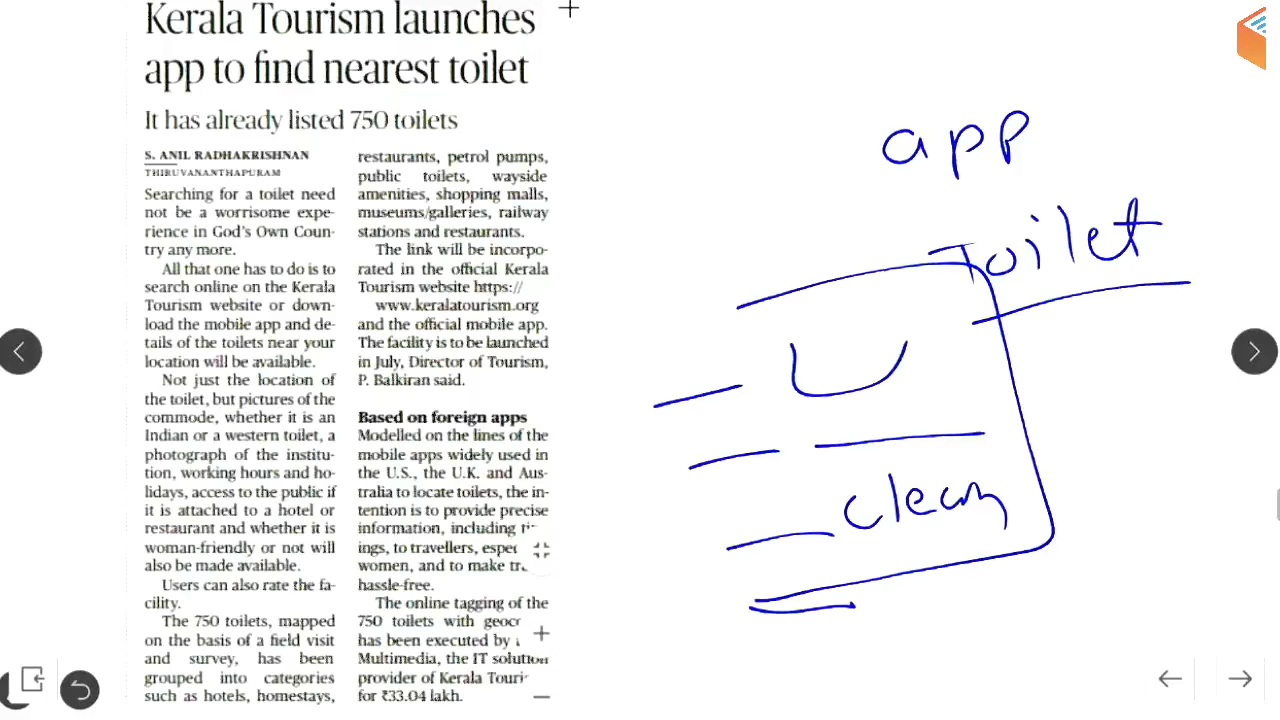 Kerala Tourism launches
app to find nearest toilet
It has already listed 750 toilets
S. ANIL RADHAKRISHNAN
THIRUVANANTHAPURAM
Searching for a toilet need
not be a worrisome expe-
rience in God's Own Coun-
try any more.
All that one has to do is to
search online on the Kerala
Tourism website or down-
load the mobile app and de-
tails of the toilets near your
location will be available.
Not just the location of
the toilet, but pictures of the
commode, whether it is an
Indian or a western toilet, a
photograph of the institu-
tion, working hours and ho-
lidays, access to the public if
it is attached to a hotel or
restaurant and whether it is
woman-friendly or not will
also be made available.
Users can also rate the fa-
cility.
The 750 toilets, mapped
on the basis of a field visit
and survey, has been
grouped into categories
such as hotels, homestays,
restaurants, petrol pumps,
public toilets, wayside
amenities, shopping malls,
museums/galleries, railway
stations and restaurants.
The link will be incorpo-
rated in the official Kerala
Tourism website https://
www.keralatourism.org
and the official mobile app.
The facility is to be launched
in July, Director of Tourism,
P. Balkiran said.
Based on foreign apps
Modelled on the lines of the
mobile apps widely used in
the U.S., the U.K. and Aus-
tralia to locate toilets, the in-
tention is to provide precise
information, including
ings, to travellers,
women, and to make
hassle-free.
The online tagging of the
750 toilets with
has been executed by
Multimedia, the IT solution
provider of Kerala
for ₹33.04 lakh.
app
Toilet
clean